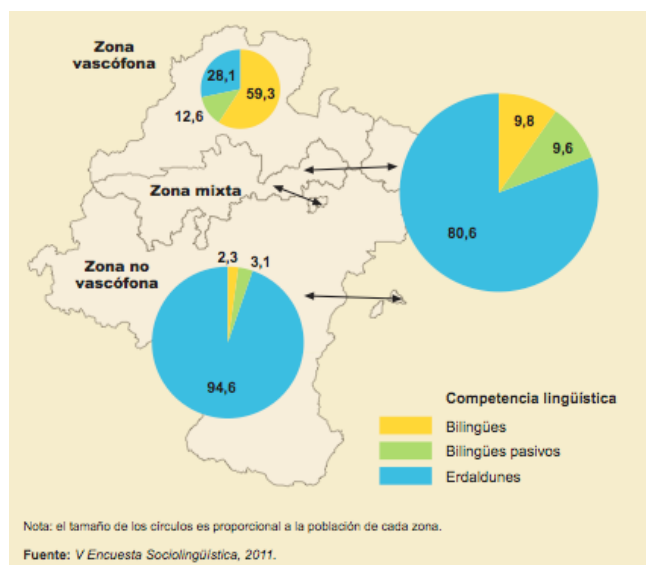 Zona
vascófona
28,1
59,3
12,6
9,8
9,6
80,6
Zona mixta
Zona no
vascófona
2,3
3,1
94,6
Competencia lingüística
Bilingües
Bilingües pasivos
Erdaldunes
Nota: el tamaño de los círculos es proporcional a la población de cada zona.
Fuente: V Encuesta Sociolingüística, 2011.